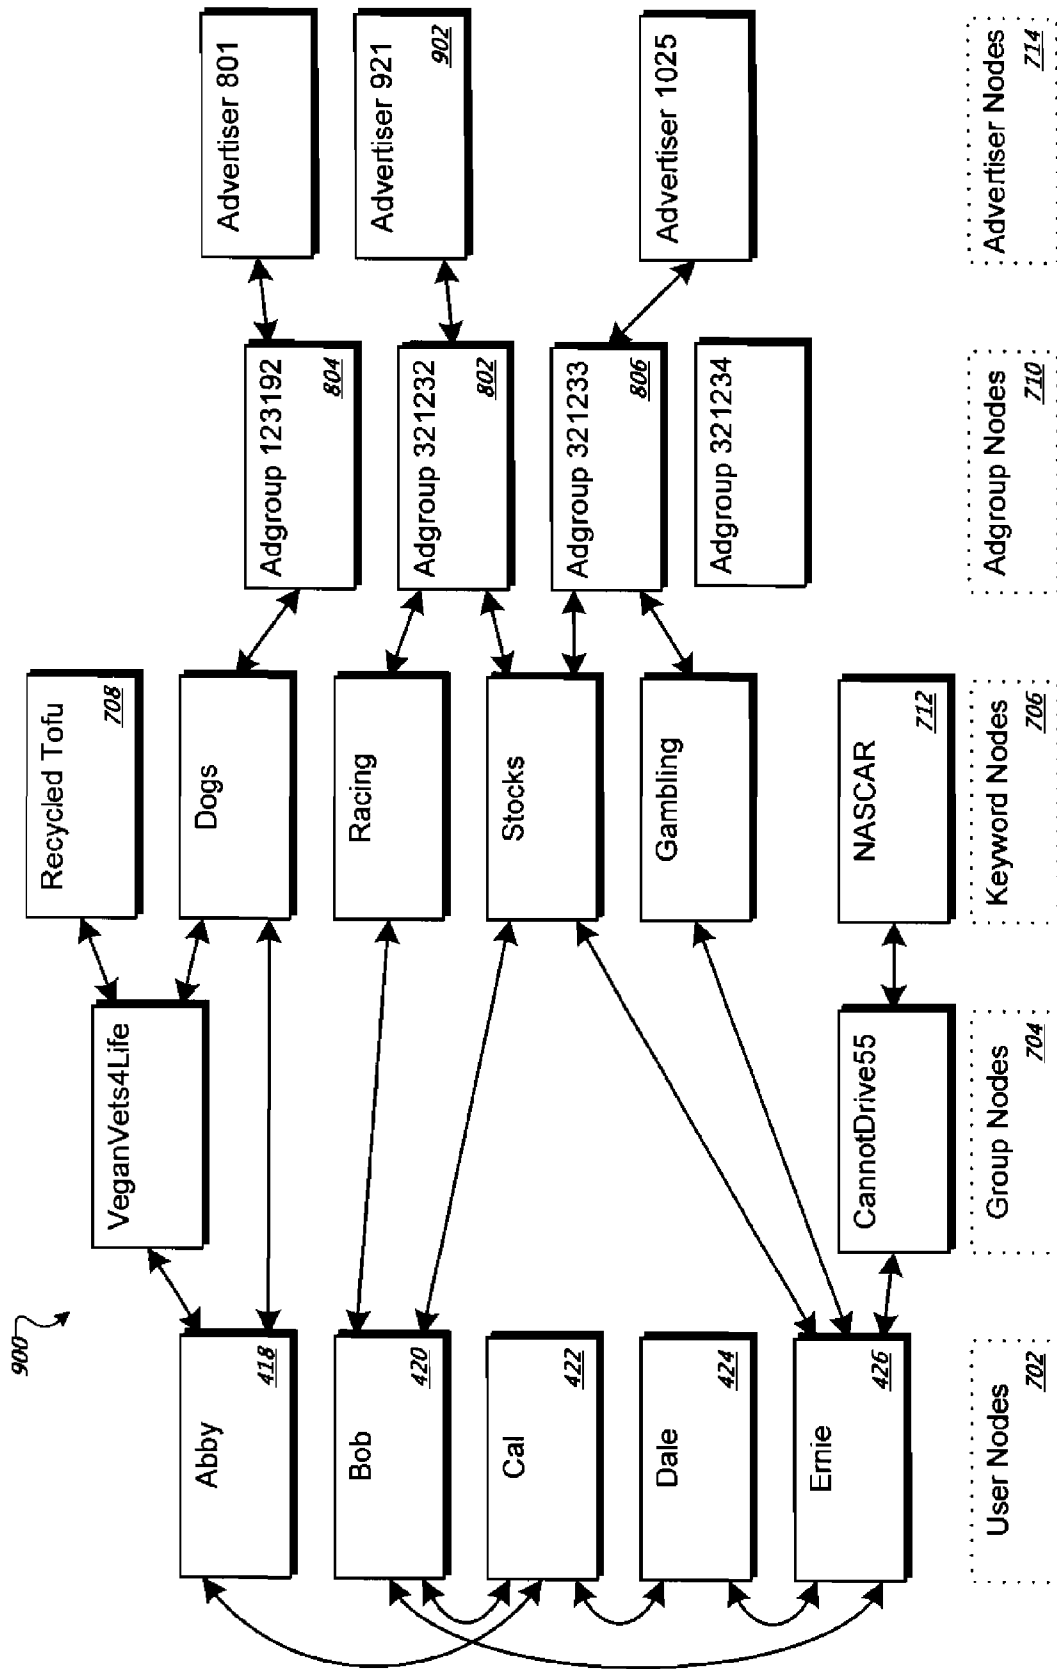 900
Abby
418
Bob
420
Cal
422
Dale
424
Ernie
426
User Nodes
702
VeganVets4Life
CannotDrive55
Group Nodes
704
Recycled Tofu
708
Dogs
Racing
Stocks
Gambling
NASCAR
712
Keyword Nodes
706
Adgroup 123192
804
Adgroup 321232
802
Adgroup 321233
806
Adgroup 321234
Adgroup Nodes
710
Advertiser 801
Advertiser 921
902
Advertiser 1025
Advertiser Nodes
714